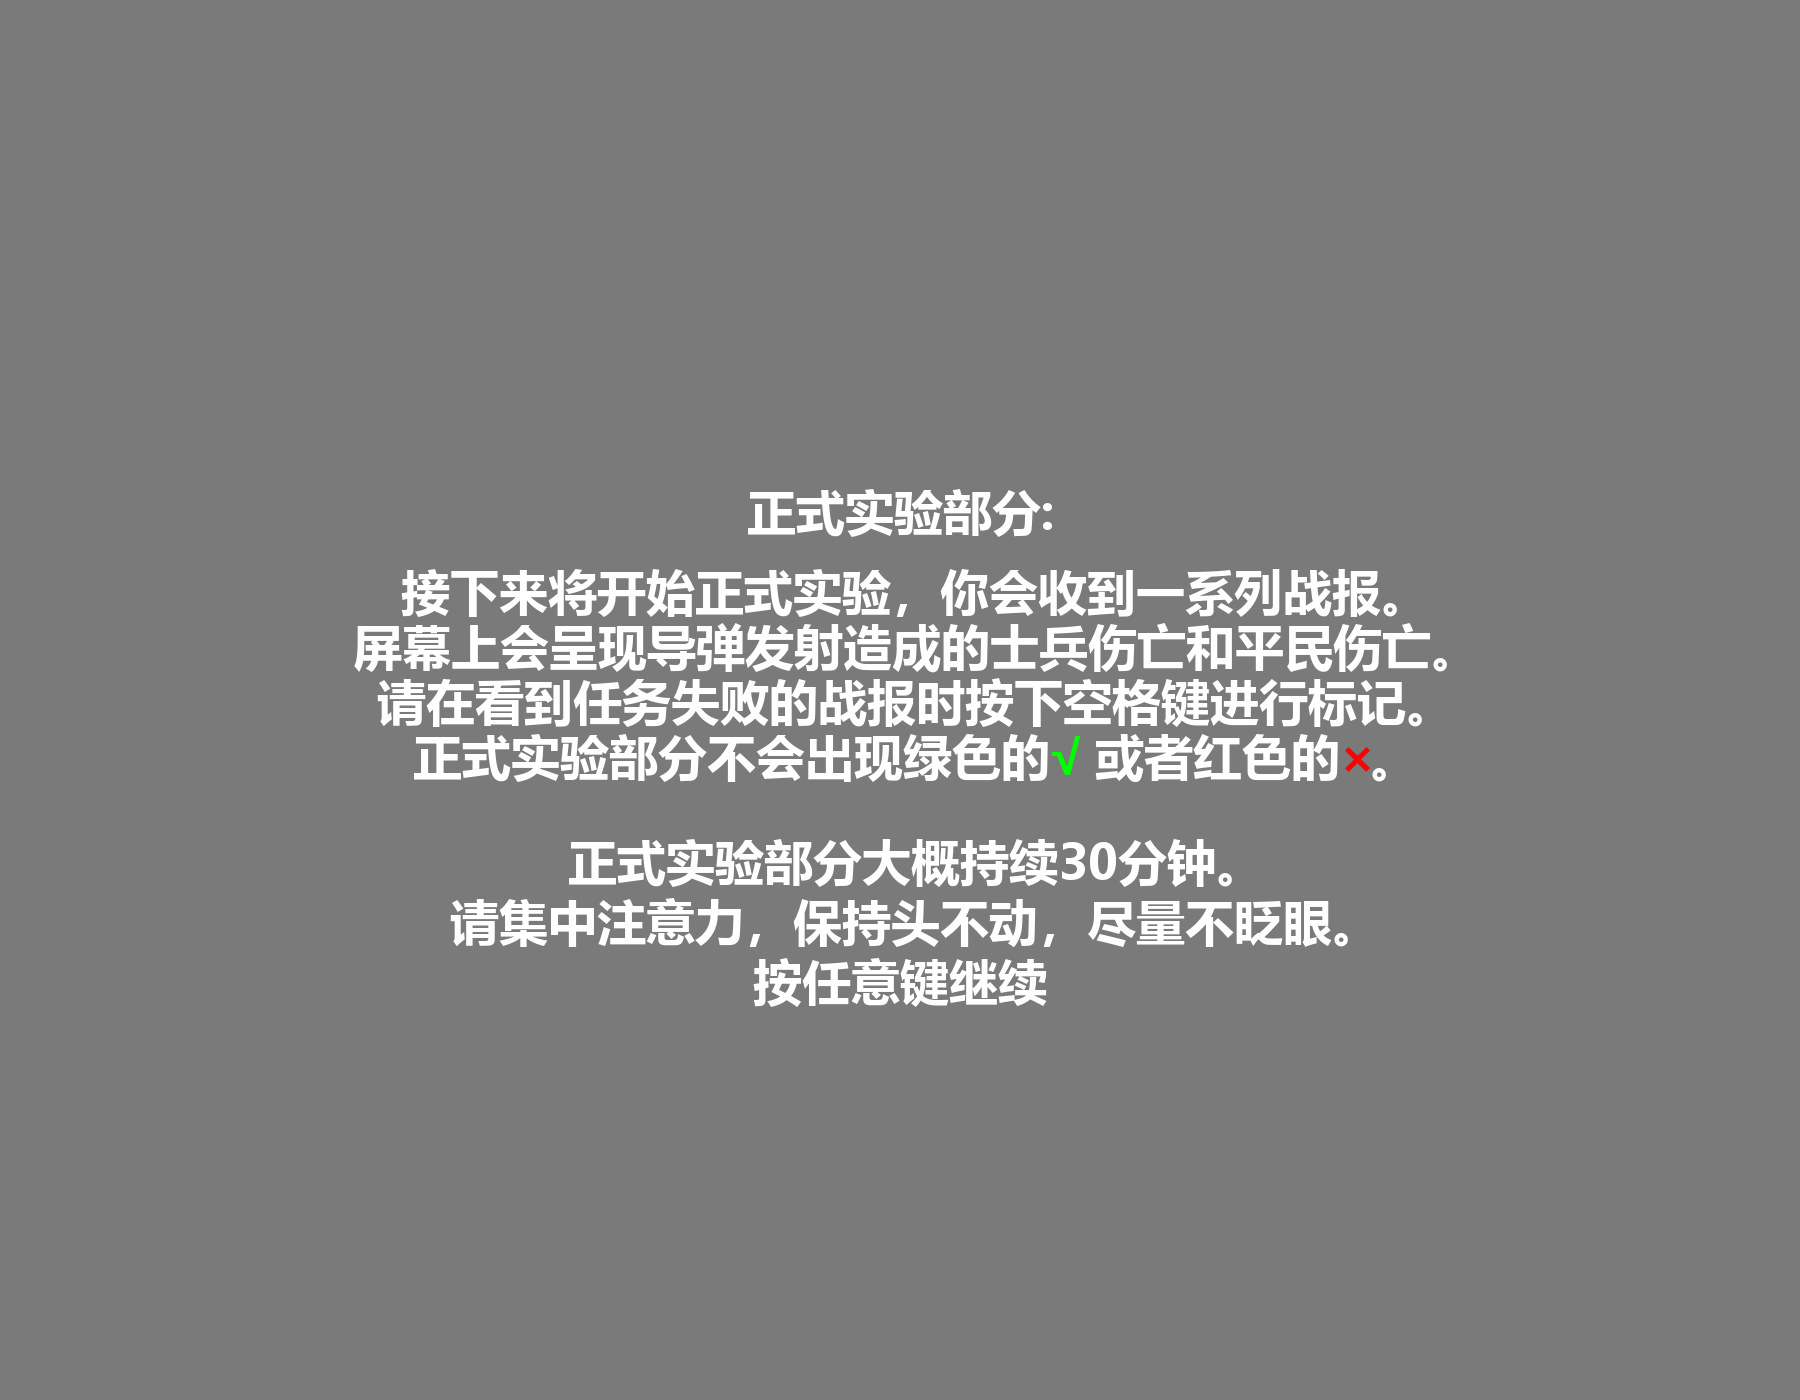 正式实验部分:
接下来将开始正式实验，你会收到一系列战报。
屏幕上会呈现导弹发射造成的士兵伤亡和平民伤亡。
请在看到任务失败的战报时按下空格键进行标记。
正式实验部分不会出现绿色的√ 或者红色的×。
正式实验部分大概持续30分钟。
请集中注意力，保持头不动，尽量不眨眼。
按任意键继续